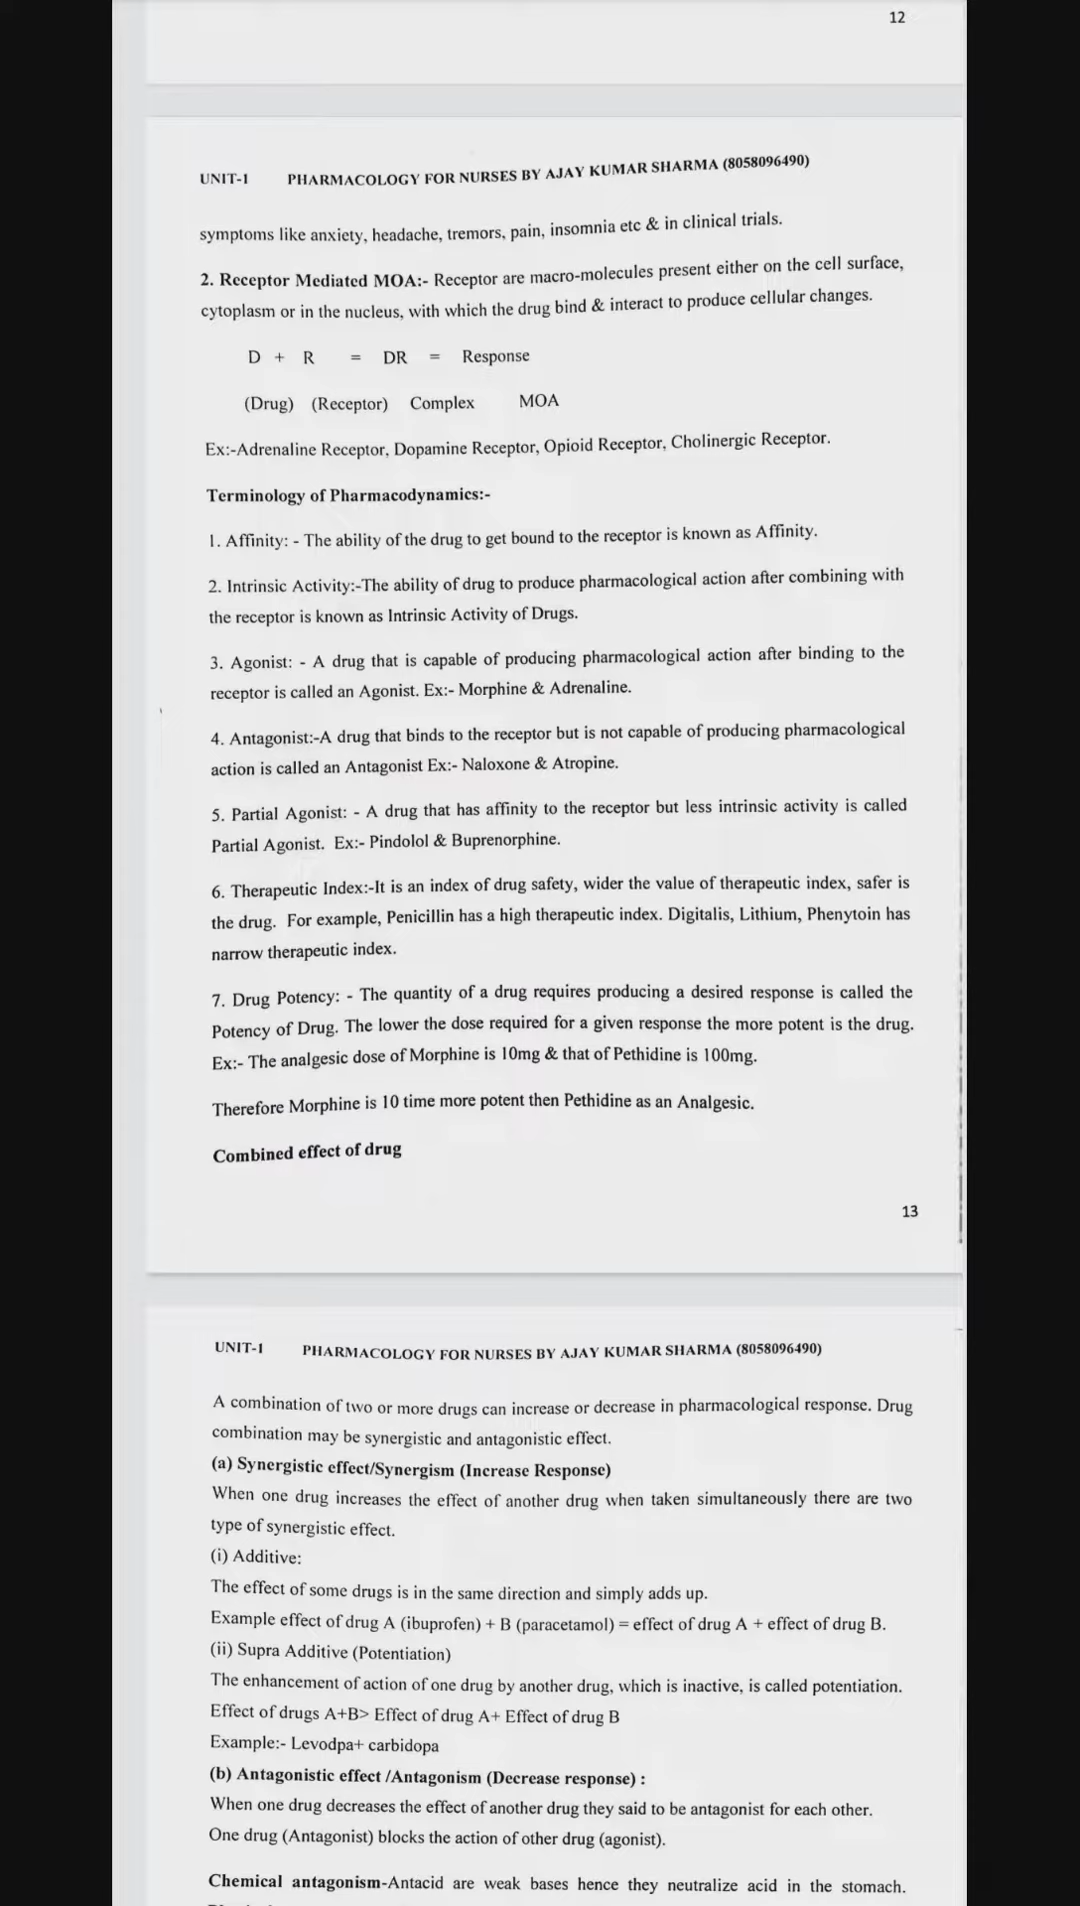 12
UNIT-1 PHARMACOLOGY FOR NURSES BY AJAY KUMAR SHARMA (8058096490)
symptoms like anxiety, headache, tremors, pain, insomnia etc & in clinical trials.
2. Receptor Mediated MOA:- Receptor are macro-molecules present either on the cell surface,
cytoplasm or in the nucleus, with which the drug bind & interact to produce cellular changes.
D + R = DR = Response
(Drug) (Receptor) Complex MOA
Ex:-Adrenaline Receptor, Dopamine Receptor, Opioid Receptor, Cholinergic Receptor.
Terminology of Pharmacodynamics:-
1. Affinity: - The ability of the drug to get bound to the receptor is known as Affinity.
2. Intrinsic Activity:-The ability of drug to produce pharmacological action after combining with
the receptor is known as Intrinsic Activity of Drugs.
3. Agonist: - A drug that is capable of producing pharmacological action after binding to the
receptor is called an Agonist. Ex:- Morphine & Adrenaline.
4. Antagonist:-A drug that binds to the receptor but is not capable of producing pharmacological
action is called an Antagonist Ex:- Naloxone & Atropine.
5. Partial Agonist: - A drug that has affinity to the receptor but less intrinsic activity is called
Partial Agonist. Ex:- Pindolol & Buprenorphine.
6. Therapeutic Index:-It is an index of drug safety, wider the value of therapeutic index, safer is
the drug. For example, Penicillin has a high therapeutic index. Digitalis, Lithium, Phenytoin has
narrow therapeutic index.
7. Drug Potency: - The quantity of a drug requires producing a desired response is called the
Potency of Drug. The lower the dose required for a given response the more potent is the drug.
Ex:- The analgesic dose of Morphine is 10mg & that of Pethidine is 100mg.
Therefore Morphine is 10 time more potent then Pethidine as an Analgesic.
Combined effect of drug
13
UNIT-1 PHARMACOLOGY FOR NURSES BY AJAY KUMAR SHARMA (8058096490)
A combination of two or more drugs can increase or decrease in pharmacological response. Drug
combination may be synergistic and antagonistic effect.
(a) Synergistic effect/Synergism (Increase Response)
When one drug increases the effect of another drug when taken simultaneously there are two
type of synergistic effect.
(i) Additive:
The effect of some drugs is in the same direction and simply adds up.
Example effect of drug A (ibuprofen) + B (paracetamol) = effect of drug A + effect of drug B.
(ii) Supra Additive (Potentiation)
The enhancement of action of one drug by another drug, which is inactive, is called potentiation.
Effect of drugs A+B> Effect of drug A+ Effect of drug B
Example:- Levodpa+ carbidopa
(b) Antagonistic effect /Antagonism (Decrease response) :
When one drug decreases the effect of another drug they said to be antagonist for each other.
One drug (Antagonist) blocks the action of other drug (agonist).
Chemical antagonism-Antacid are weak bases hence they neutralize acid in the stomach.